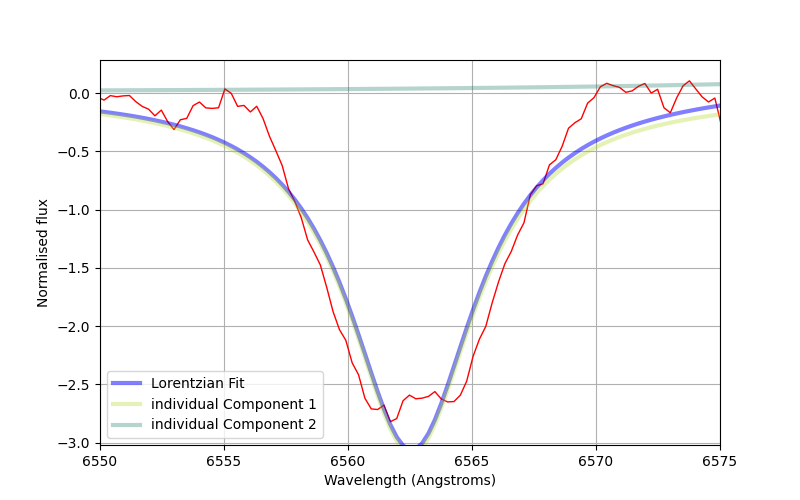 0.0
−0.5
−1.0
−1.5
−2.0
−2.5
−3.0
Normalised flux
Lorentzian Fit
individual Component 1
individual Component 2
6550 6555 6560 6565 6570 6575
Wavelength (Angstroms)